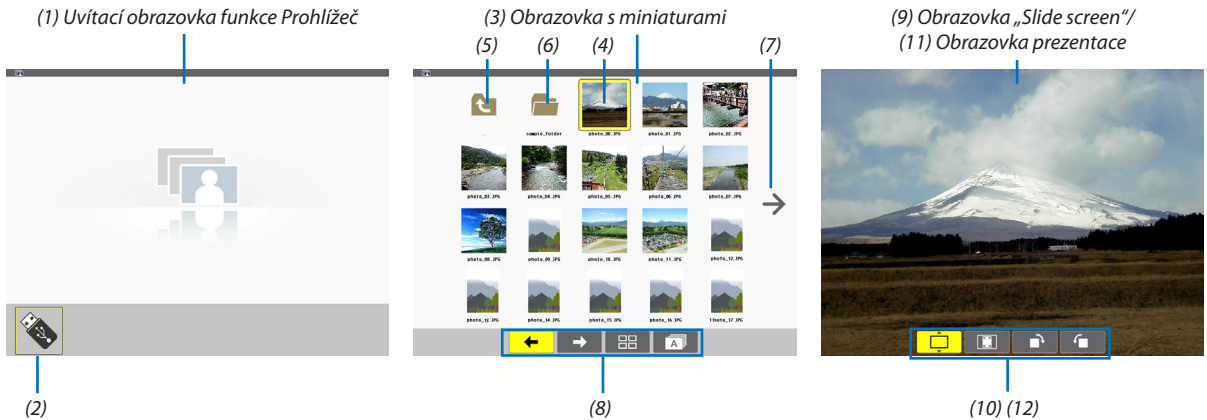 (1) Uvítací obrazovka funkce Prohlížeč
(3) Obrazovka s miniaturami
(9) Obrazovka „Slide screen“/
(11) Obrazovka prezentace
(5) (6) (4) (7)
sample_folder photo_00.JPG photo_01.JPG photo_02.JPG
photo_03.JPG photo_04.JPG photo_05.JPG photo_06.JPG photo_07.JPG
photo_08.JPG photo_09.JPG photo_10.JPG photo_11.JPG photo_12.JPG
photo_13.JPG photo_14.JPG photo_15.JPG photo_16.JPG photo_17.JPG
A
(2)
(8)
(10) (12)